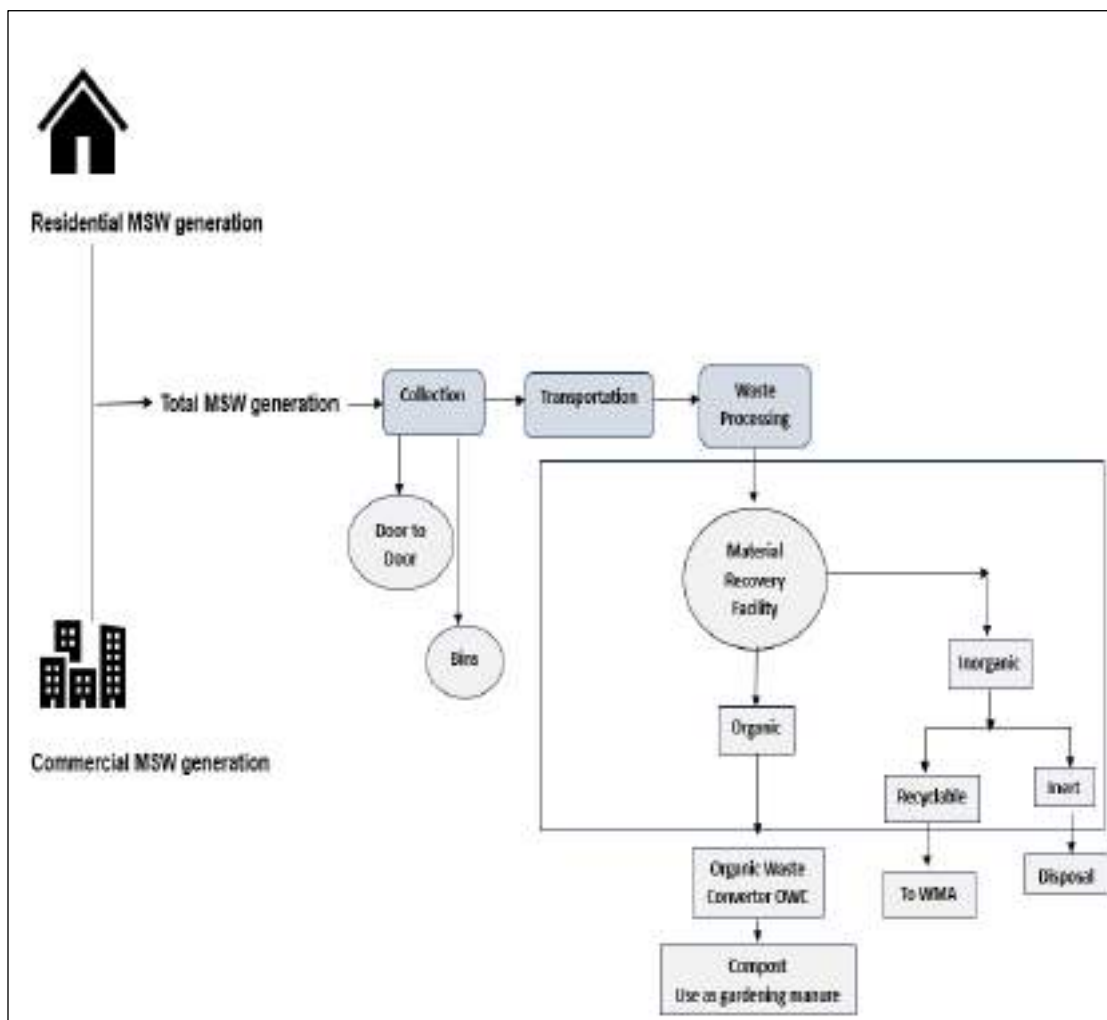 Residential MSW generation
Total MSW generation
Collection
Transportation
Waste
Processing
Door to
Door
Bins
Material
Recovery
Facility
Inorganic
Organic
Recyclable
Inert
Commercial MSW generation
Organic Waste
Converter OWC
To WMA
Disposal
Compost
Use as gardening manure